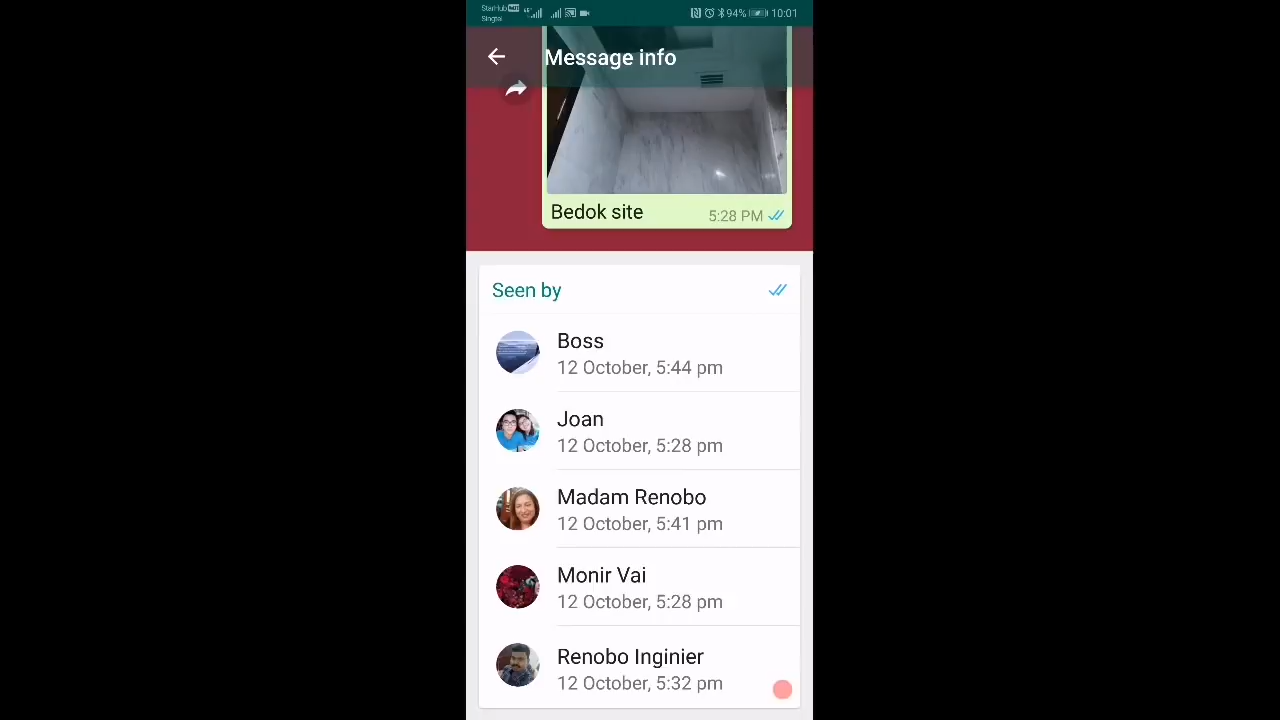 StarHub
Singtel
94%
10:01
Message info
Bedok site
5:28 PM
Seen by
Boss
12 October, 5:44 pm
Joan
12 October, 5:28 pm
Madam Renobo
12 October, 5:41 pm
Monir Vai
12 October, 5:28 pm
Renobo Inginier
12 October, 5:32 pm